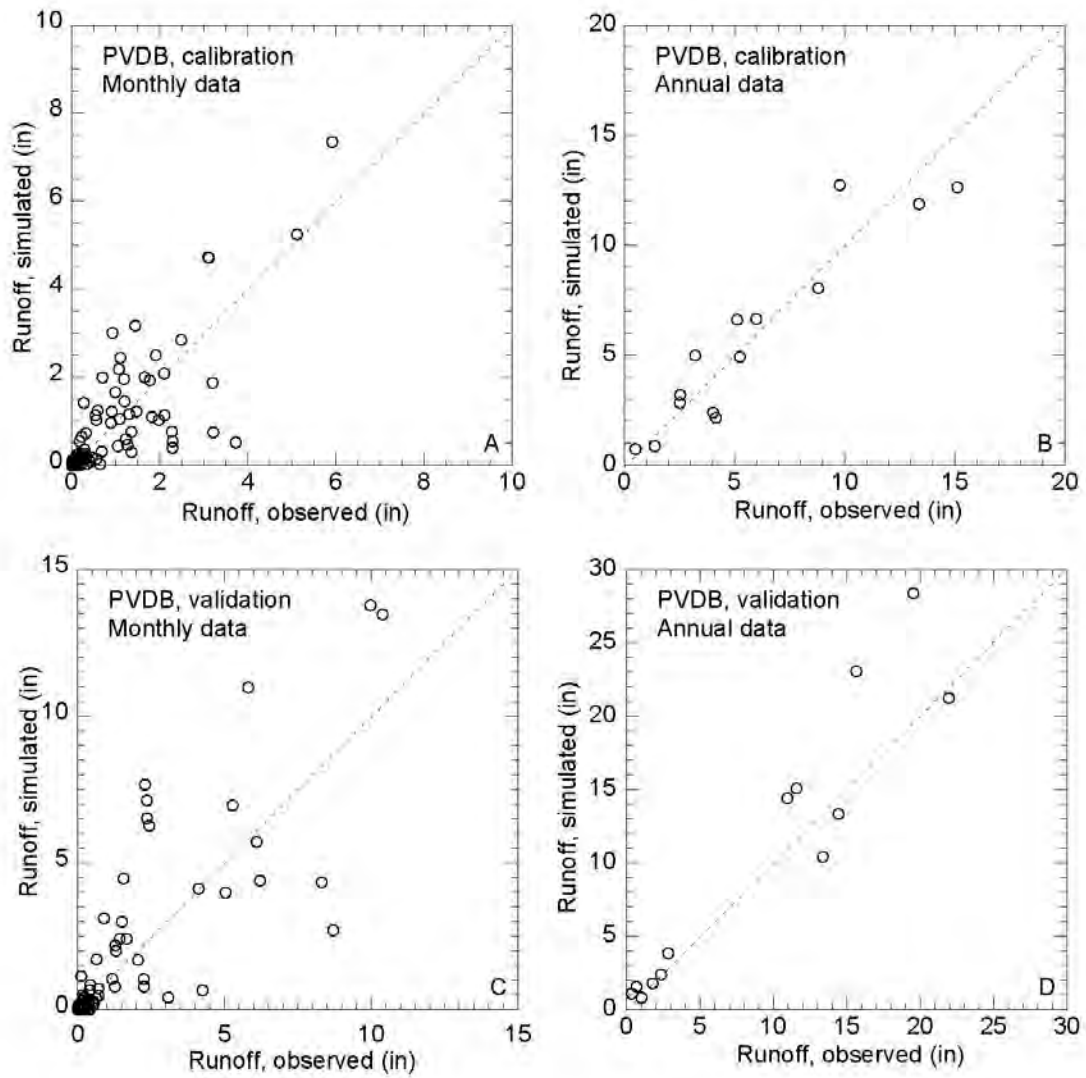 PVDB, calibration
Monthly data
Runoff, simulated (in)
10
8
6
4
2
0
0
2
4
6
8
10
A
Runoff, observed (in)
PVDB, calibration
Annual data
Runoff, simulated (in)
20
15
10
5
0
0
5
10
15
20
B
Runoff, observed (in)
PVDB, validation
Monthly data
Runoff, simulated (in)
15
10
5
0
0
5
10
15
C
Runoff, observed (in)
PVDB, validation
Annual data
Runoff, simulated (in)
30
25
20
15
10
5
0
0
5
10
15
20
25
30
D
Runoff, observed (in)